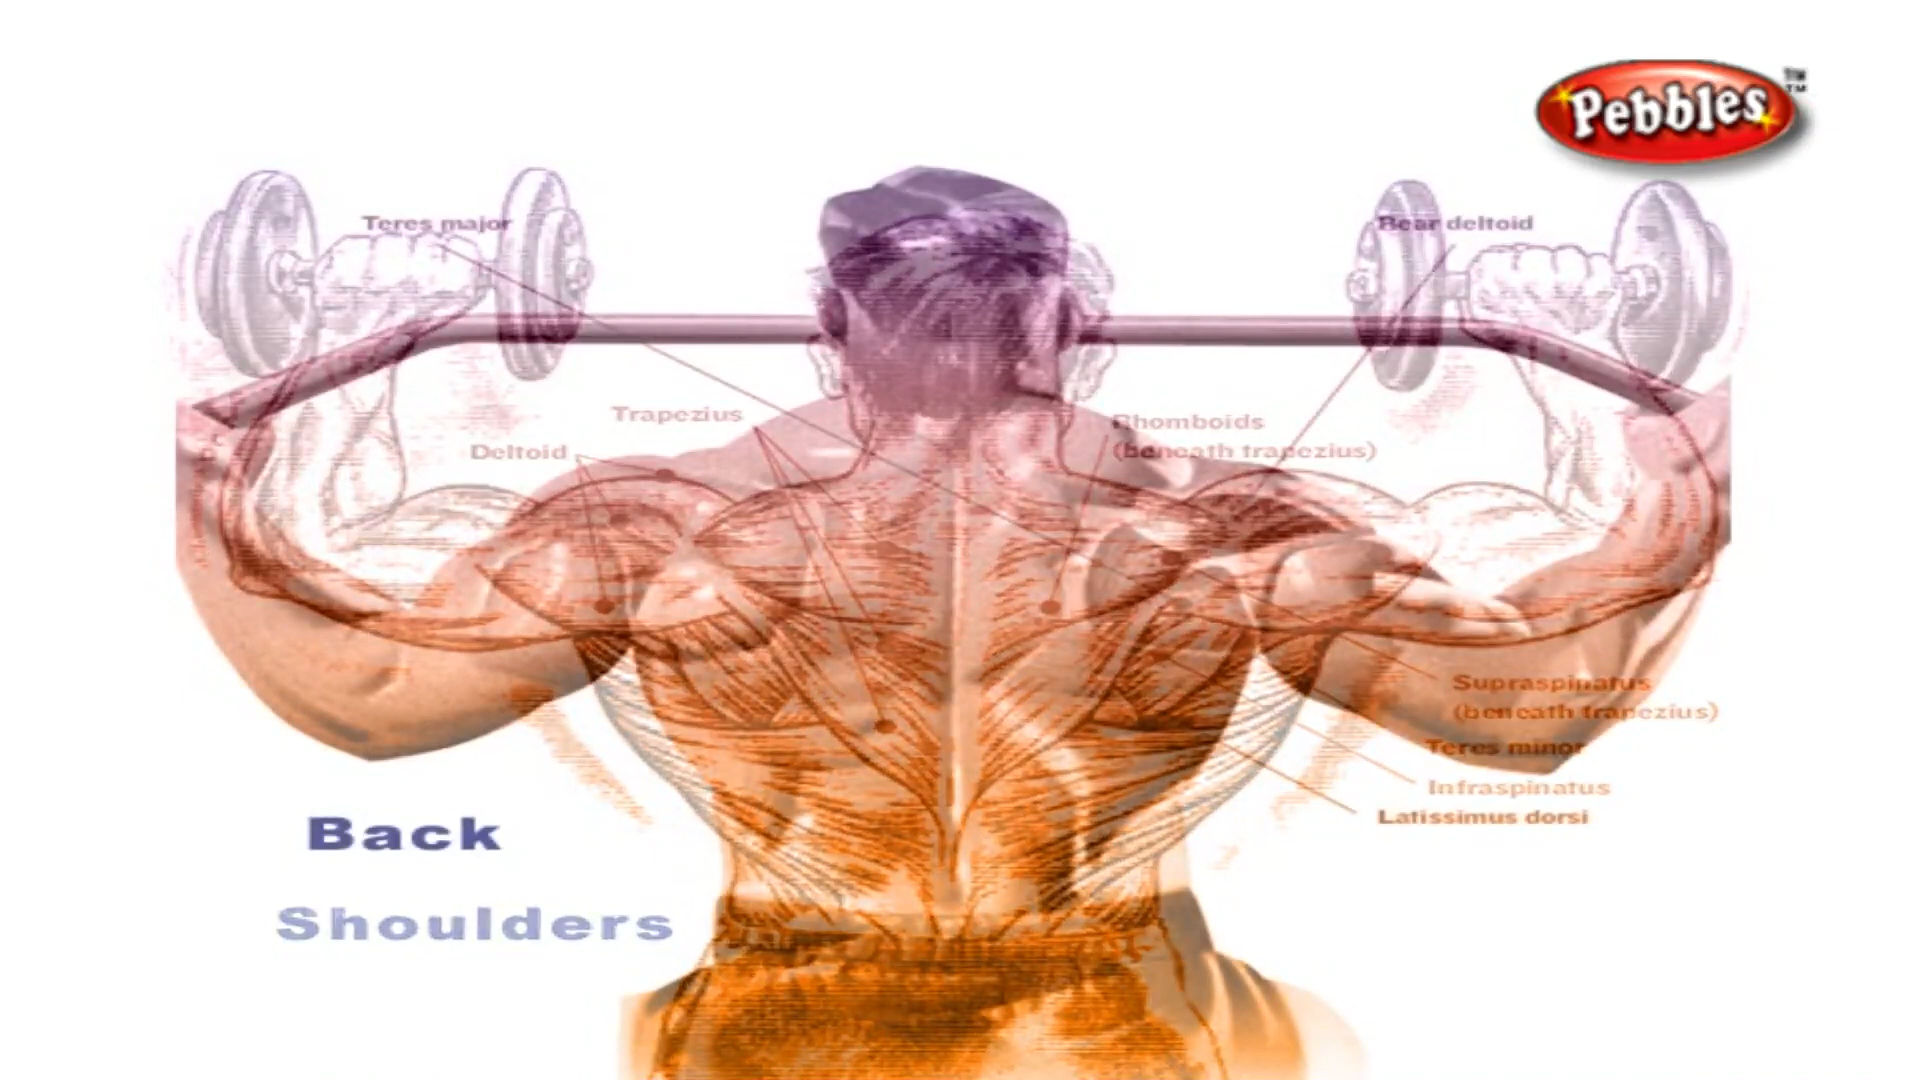 Pebbles
TM
TM
Teres major
Rear deltoid
Trapezius
Rhomboids
(beneath trapezius)
Deltoid
Supraspinatus
(beneath trapezius)
Teres minor
Infraspinatus
Latissimus dorsi
Back
Shoulders